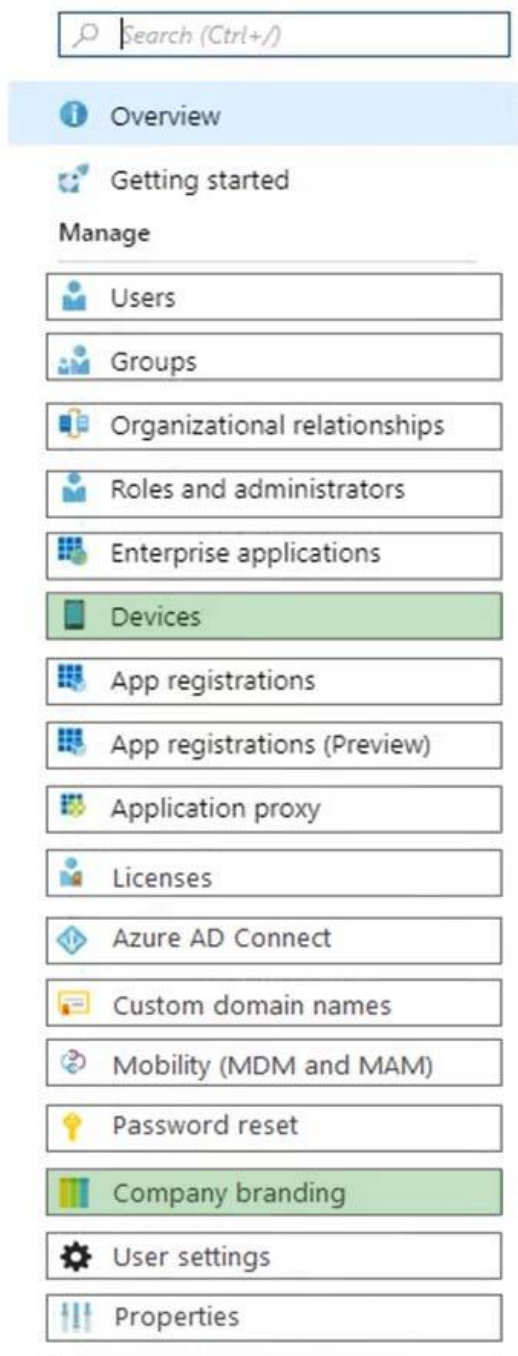 Search (Ctrl+/)
Overview
Getting started
Manage
Users
Groups
Organizational relationships
Roles and administrators
Enterprise applications
Devices
App registrations
App registrations (Preview)
Application proxy
Licenses
Azure AD Connect
Custom domain names
Mobility (MDM and MAM)
Password reset
Company branding
User settings
Properties